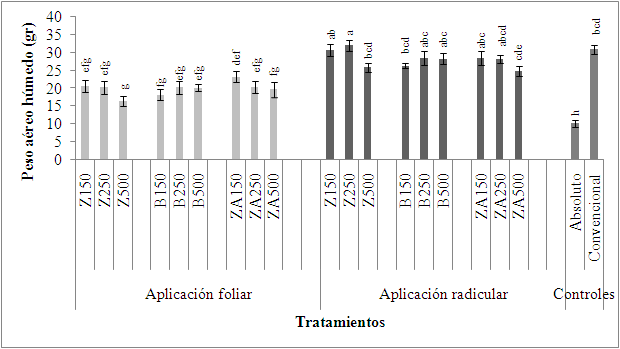 Peso aéreo húmedo (gr)
40
35
30
25
20
15
10
5
0
efg
efg
g
fg
efg
efg
def
efg
fg
ab
a
bcd
bcd
abc
abc
abc
abcd
cde
h
bcd
Z150
Z250
Z500
B150
B250
B500
ZA150
ZA250
ZA500
Z150
Z250
Z500
B150
B250
B500
ZA150
ZA250
ZA500
Absoluto
Convencional
Aplicación foliar
Aplicación radicular
Controles
Tratamientos